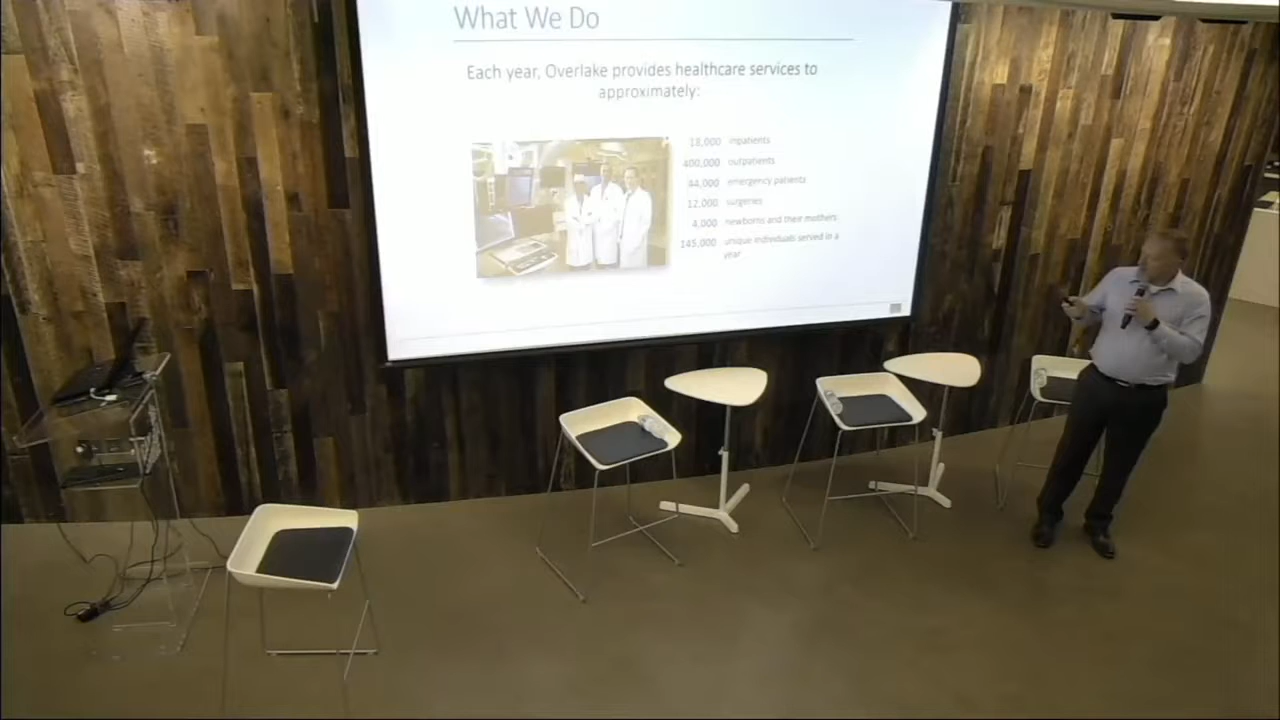 What We Do
Each year, Overlake provides healthcare services to
approximately:
18,000 inpatients
400,000 outpatients
44,000 emergency patients
12,000 surgeries
4,000 newborns and their mothers
145,000 unique individuals served in a
year